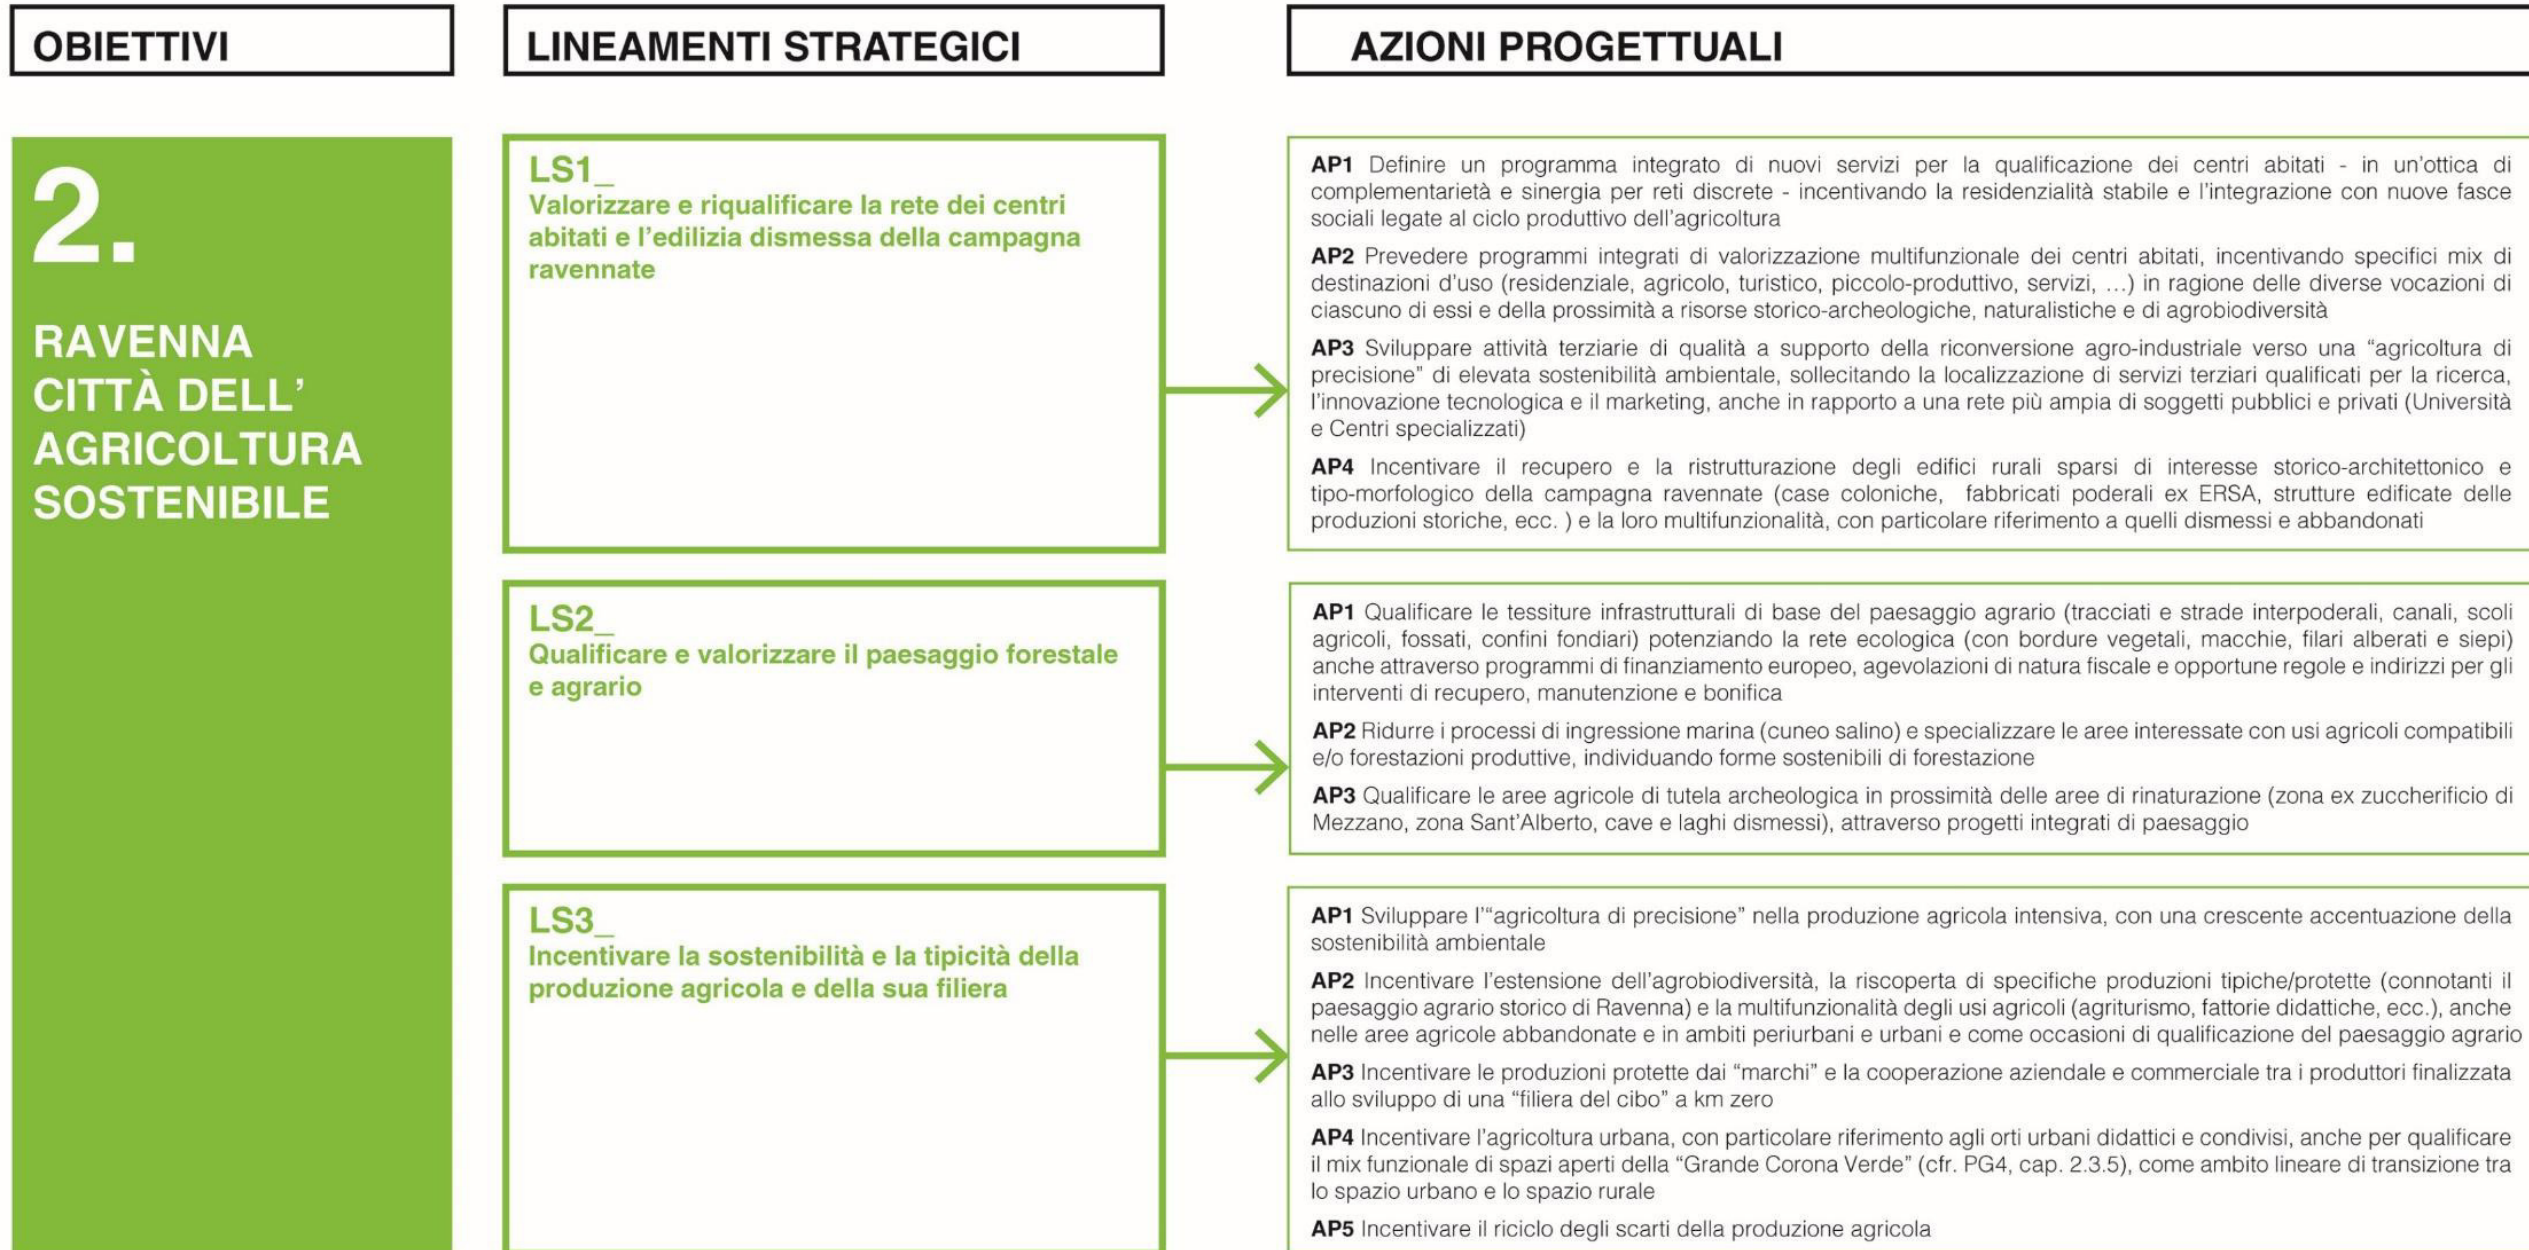 OBIETTIVI
LINEAMENTI STRATEGICI
AZIONI PROGETTUALI
2.
RAVENNA
CITTÀ DELL'
AGRICOLTURA
SOSTENIBILE
LS1_
Valorizzare e riqualificare la rete dei centri
abitati e l'edilizia dismessa della campagna
ravennate
AP1 Definire un programma integrato di nuovi servizi per la qualificazione dei centri abitati - in un'ottica di
complementarietà e sinergia per reti discrete - incentivando la residenzialità stabile e l'integrazione con nuove fasce
sociali legate al ciclo produttivo dell'agricoltura
AP2 Prevedere programmi integrati di valorizzazione multifunzionale dei centri abitati, incentivando specifici mix di
destinazioni d'uso (residenziale, agricolo, turistico, piccolo-produttivo, servizi, ...) in ragione delle diverse vocazioni di
ciascuno di essi e della prossimità a risorse storico-archeologiche, naturalistiche e di agrobiodiversità
AP3 Sviluppare attività terziarie di qualità a supporto della riconversione agro-industriale verso una “agricoltura di
precisione” di elevata sostenibilità ambientale, sollecitando la localizzazione di servizi terziari qualificati per la ricerca,
l'innovazione tecnologica e il marketing, anche in rapporto a una rete più ampia di soggetti pubblici e privati (Università
e Centri specializzati)
AP4 Incentivare il recupero e la ristrutturazione degli edifici rurali sparsi di interesse storico-architettonico e
tipo-morfologico della campagna ravennate (case coloniche, fabbricati poderali ex ERSA, strutture edificate delle
produzioni storiche, ecc. ) e la loro multifunzionalità, con particolare riferimento a quelli dismessi e abbandonati
LS2_
Qualificare e valorizzare il paesaggio forestale
e agrario
AP1 Qualificare le tessiture infrastrutturali di base del paesaggio agrario (tracciati e strade interpoderali, canali, scoli
agricoli, fossati, confini fondiari) potenziando la rete ecologica (con bordure vegetali, macchie, filari alberati e siepi)
anche attraverso programmi di finanziamento europeo, agevolazioni di natura fiscale e opportune regole e indirizzi per gli
interventi di recupero, manutenzione e bonifica
AP2 Ridurre i processi di ingressione marina (cuneo salino) e specializzare le aree interessate con usi agricoli compatibili
e/o forestazioni produttive, individuando forme sostenibili di forestazione
AP3 Qualificare le aree agricole di tutela archeologica in prossimità delle aree di rinaturazione (zona ex zuccherificio di
Mezzano, zona Sant'Alberto, cave e laghi dismessi), attraverso progetti integrati di paesaggio
LS3_
Incentivare la sostenibilità e la tipicità della
produzione agricola e della sua filiera
AP1 Sviluppare l'“agricoltura di precisione” nella produzione agricola intensiva, con una crescente accentuazione della
sostenibilità ambientale
AP2 Incentivare l'estensione dell'agrobiodiversità, la riscoperta di specifiche produzioni tipiche/protette (connotanti il
paesaggio agrario storico di Ravenna) e la multifunzionalità degli usi agricoli (agriturismo, fattorie didattiche, ecc.), anche
nelle aree agricole abbandonate e in ambiti periurbani e urbani e come occasioni di qualificazione del paesaggio agrario
AP3 Incentivare le produzioni protette dai “marchi” e la cooperazione aziendale e commerciale tra i produttori finalizzata
allo sviluppo di una “filiera del cibo” a km zero
AP4 Incentivare l'agricoltura urbana, con particolare riferimento agli orti urbani didattici e condivisi, anche per qualificare
il mix funzionale di spazi aperti della “Grande Corona Verde” (cfr. PG4, cap. 2.3.5), come ambito lineare di transizione tra
lo spazio urbano e lo spazio rurale
AP5 Incentivare il riciclo degli scarti della produzione agricola